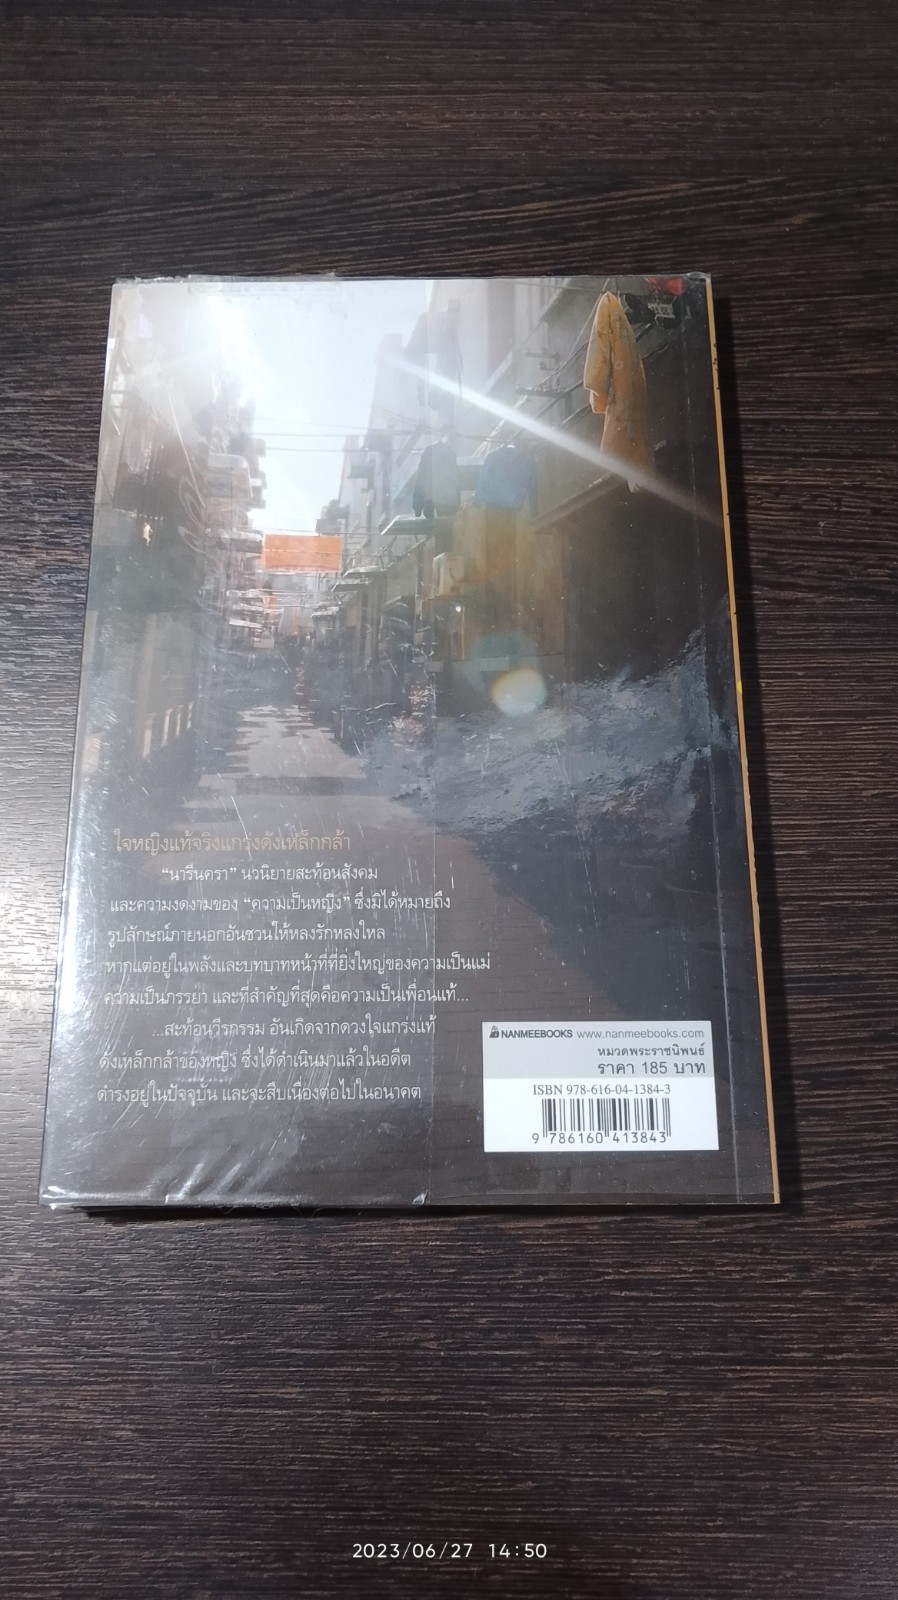 ใจหญิงแท้จริงแกร่งดังเหล็กกล้า
“นารีนครา” นวนิยายสะท้อนสังคม
และความงดงามของ “ความเป็นหญิง” ซึ่งมิได้หมายถึง
รูปลักษณ์ภายนอกอันชวนให้หลงรักหลงใหล
หากแต่อยู่ในพลังและบทบาทหน้าที่ที่ยิ่งใหญ่ของความเป็นแม่
ความเป็นภรรยา และที่สำคัญที่สุดคือความเป็นเพื่อนแท้...
...สะท้อนวีรกรรม อันเกิดจากดวงใจแกร่งแท้
ดังเหล็กกล้าของหญิง ซึ่งได้ดำเนินมาแล้วในอดีต
ดำรงอยู่ในปัจจุบัน และจะสืบเนื่องต่อไปในอนาคต
NANMEEBOOKS www.nanmeebooks.com
หมวดพระราชนิพนธ์
ราคา 185 บาท
ISBN 978-616-04-1384-3
9 786160 413843
2023/06/27 14:50